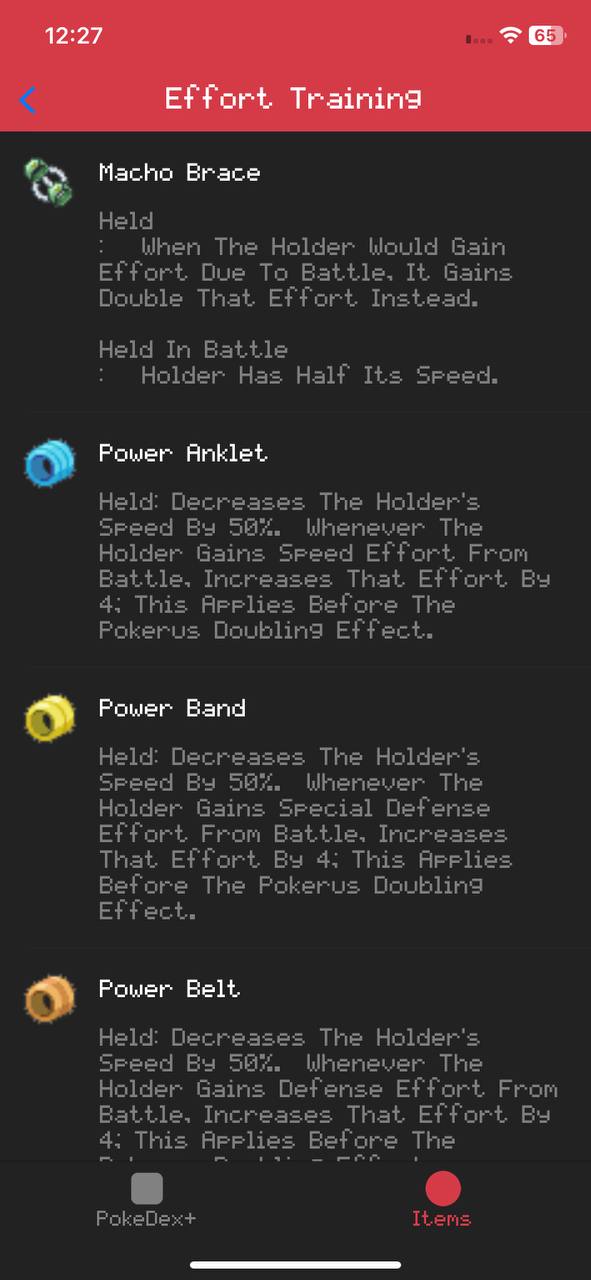 12:27
65
Effort Training
Macho Brace
Held
:   When The Holder Would Gain
Effort Due To Battle, It Gains
Double That Effort Instead.
Held In Battle
:   Holder Has Half Its Speed.
Power Anklet
Held: Decreases The Holder's
Speed By 50%.  Whenever The
Holder Gains Speed Effort From
Battle, Increases That Effort By
4; This Applies Before The
Pokerus Doubling Effect.
Power Band
Held: Decreases The Holder's
Speed By 50%.  Whenever The
Holder Gains Special Defense
Effort From Battle, Increases
That Effort By 4; This Applies
Before The Pokerus Doubling
Effect.
Power Belt
Held: Decreases The Holder's
Speed By 50%.  Whenever The
Holder Gains Defense Effort From
Battle, Increases That Effort By
4; This Applies Before The
PokeDex+
Items